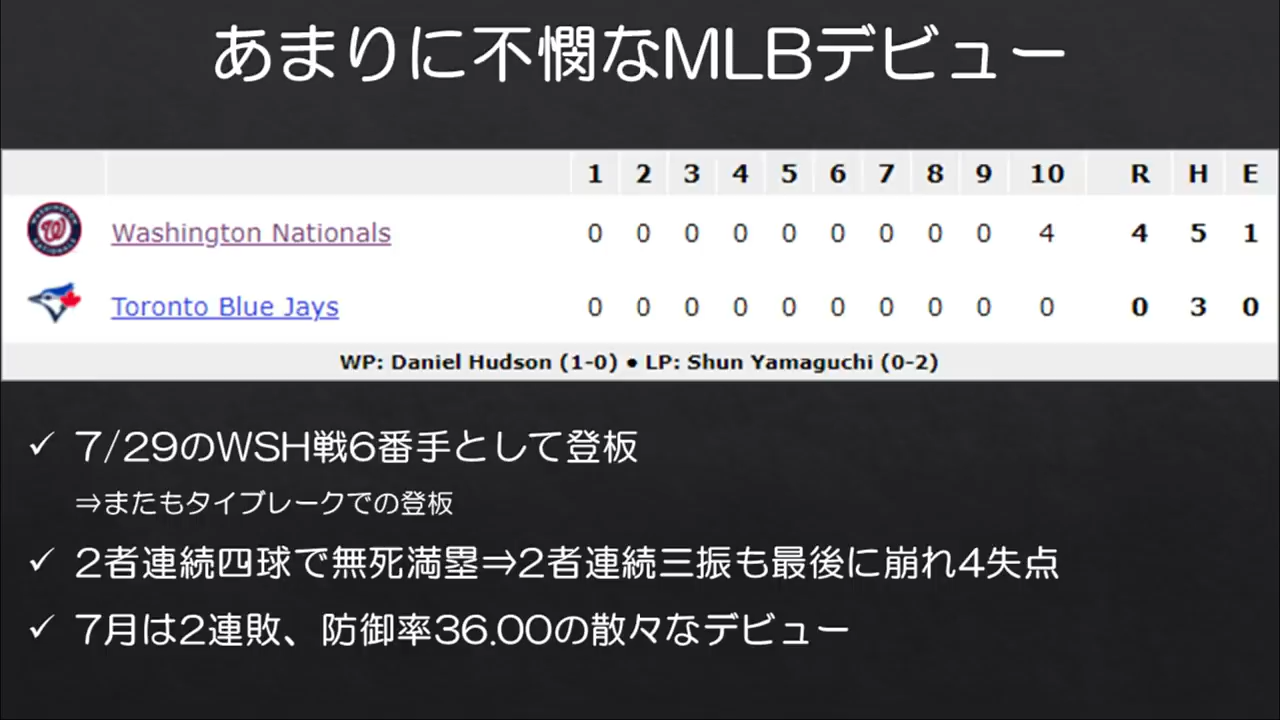 あまりに不憫なMLBデビュー
1 2 3 4 5 6 7 8 9 10 R H E
WASHINGTON W NATIONALS Washington Nationals 0 0 0 0 0 0 0 0 0 4 4 5 1
Toronto Blue Jays 0 0 0 0 0 0 0 0 0 0 0 3 0
WP: Daniel Hudson (1-0) ● LP: Shun Yamaguchi (0-2)
✓ 7/29のWSH戦6番手として登板
⇒またもタイブレークでの登板
✓ 2者連続四球で無死満塁⇒2者連続三振も最後に崩れ4失点
✓ 7月は2連敗、防御率36.00の散々なデビュー